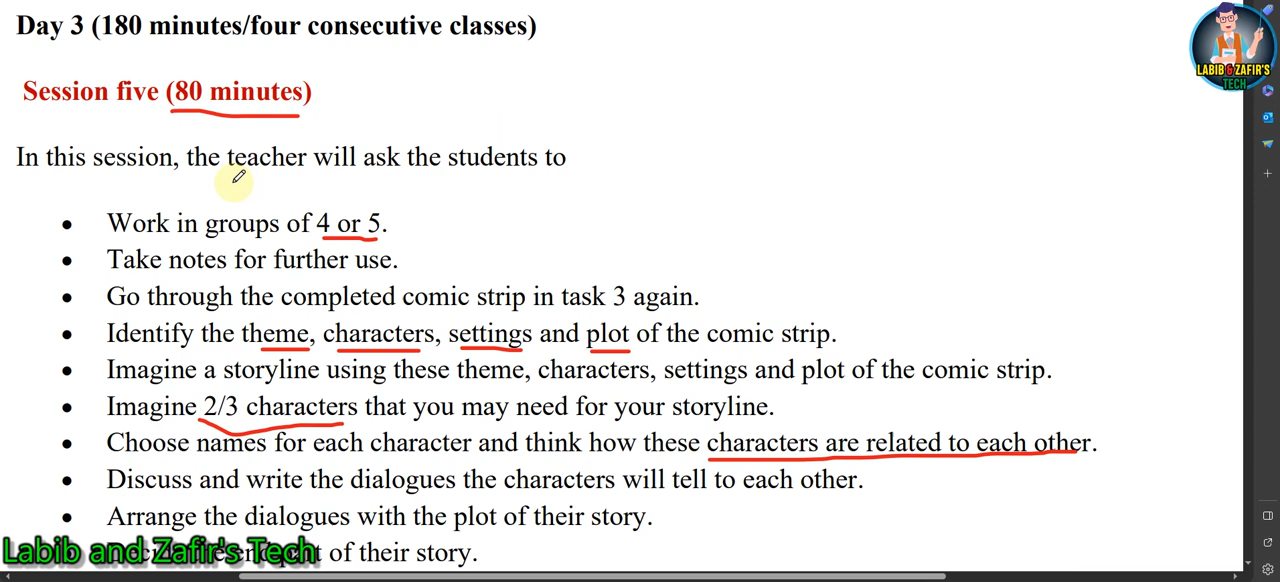 Day 3 (180 minutes/four consecutive classes)
Session five (80 minutes)
In this session, the teacher will ask the students to
• Work in groups of 4 or 5.
• Take notes for further use.
• Go through the completed comic strip in task 3 again.
• Identify the theme, characters, settings and plot of the comic strip.
• Imagine a storyline using these theme, characters, settings and plot of the comic strip.
• Imagine 2/3 characters that you may need for your storyline.
• Choose names for each character and think how these characters are related to each other.
• Discuss and write the dialogues the characters will tell to each other.
• Arrange the dialogues with the plot of their story.
of their story.
Labib and Zafir's Tech
LABIB & ZAFIR'S
TECH